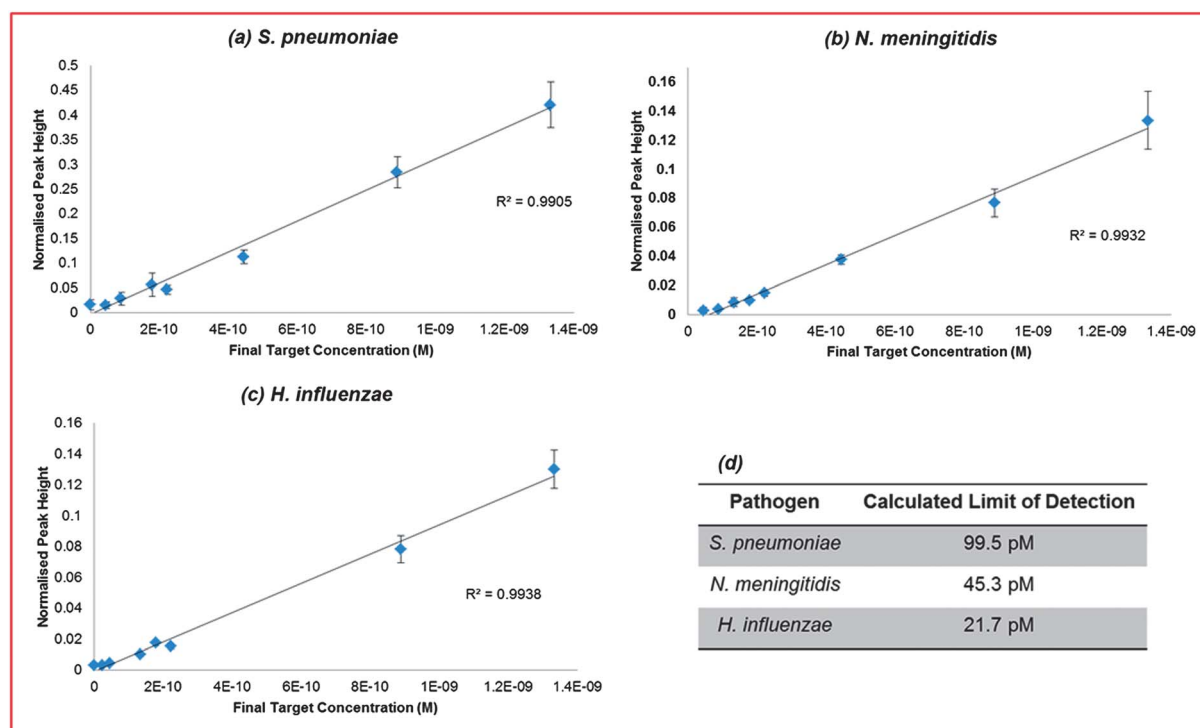 (a) S. pneumoniae
Normalised Peak Height
0.5
0.45
0.4
0.35
0.3
0.25
0.2
0.15
0.1
0.05
0
R² = 0.9905
0 2E-10 4E-10 6E-10 8E-10 1E-09 1.2E-09 1.4E-09
Final Target Concentration (M)
(b) N. meningitidis
Normalised Peak Height
0.16
0.14
0.12
0.1
0.08
0.06
0.04
0.02
0
R² = 0.9932
0 2E-10 4E-10 6E-10 8E-10 1E-09 1.2E-09 1.4E-09
Final Target Concentration (M)
(c) H. influenzae
Normalised Peak Height
0.16
0.14
0.12
0.1
0.08
0.06
0.04
0.02
0
R² = 0.9938
0 2E-10 4E-10 6E-10 8E-10 1E-09 1.2E-09 1.4E-09
Final Target Concentration (M)
(d)
Pathogen Calculated Limit of Detection
S. pneumoniae 99.5 pM
N. meningitidis 45.3 pM
H. influenzae 21.7 pM